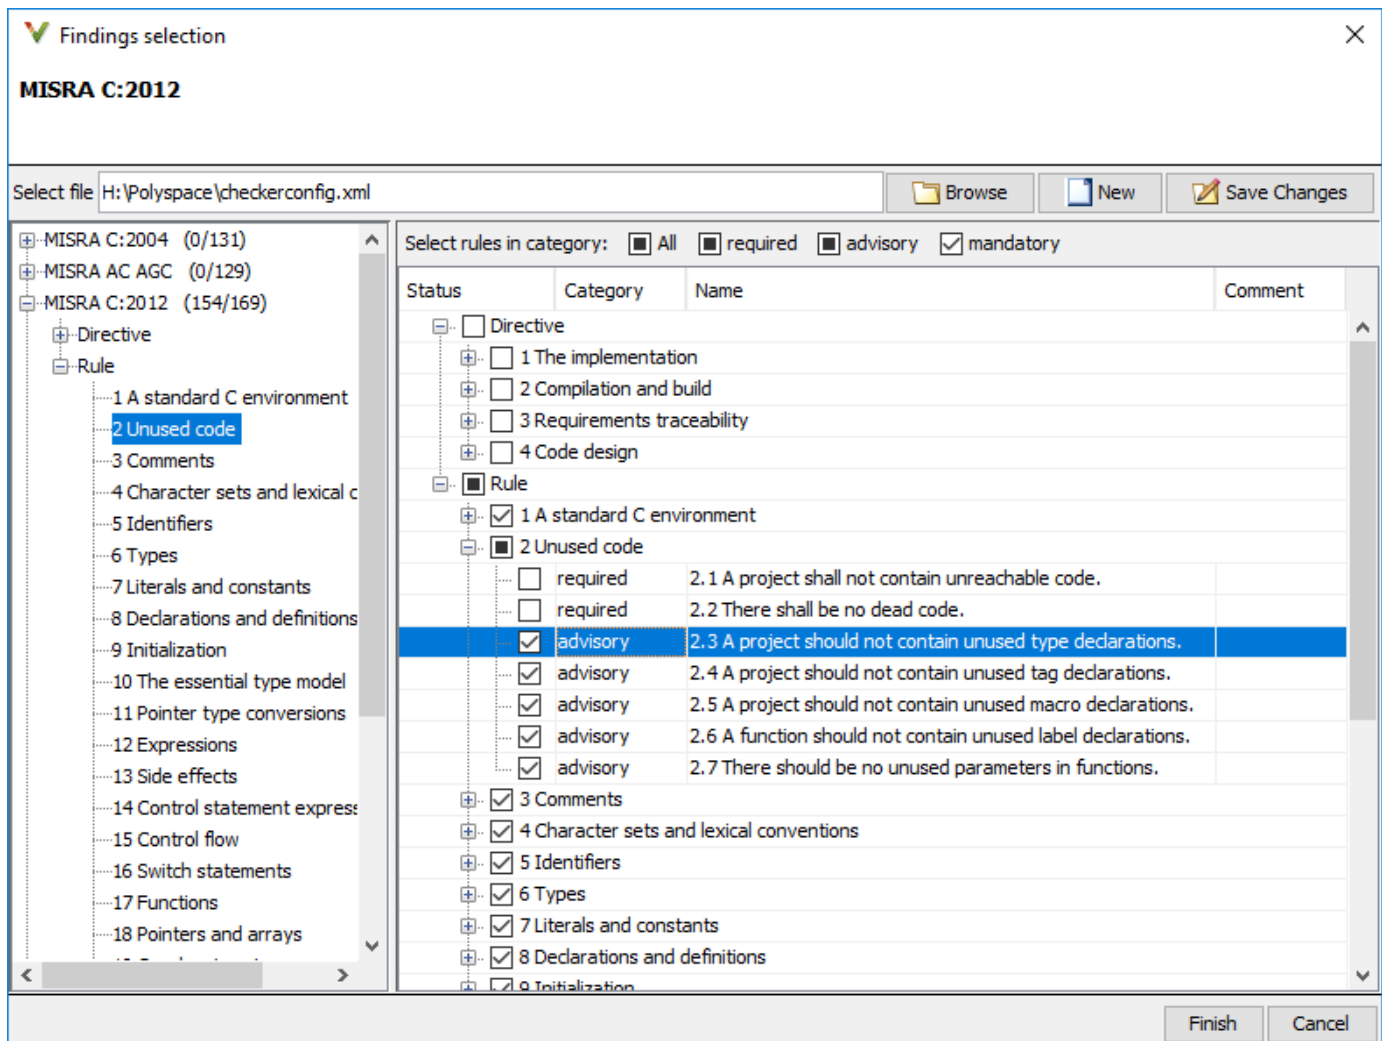 Findings selection
MISRA C:2012
Select file H:\Polyspace\checkerconfig.xml Browse New Save Changes
MISRA C:2004 (0/131)
MISRA AC AGC (0/129)
MISRA C:2012 (154/169)
Directive
Rule
1 A standard C environment
2 Unused code
3 Comments
4 Character sets and lexical c
5 Identifiers
6 Types
7 Literals and constants
8 Declarations and definitions
9 Initialization
10 The essential type model
11 Pointer type conversions
12 Expressions
13 Side effects
14 Control statement express
15 Control flow
16 Switch statements
17 Functions
18 Pointers and arrays
Select rules in category: All required advisory mandatory
Status Category Name Comment
Directive
1 The implementation
2 Compilation and build
3 Requirements traceability
4 Code design
Rule
1 A standard C environment
2 Unused code
required 2.1 A project shall not contain unreachable code.
required 2.2 There shall be no dead code.
advisory 2.3 A project should not contain unused type declarations.
advisory 2.4 A project should not contain unused tag declarations.
advisory 2.5 A project should not contain unused macro declarations.
advisory 2.6 A function should not contain unused label declarations.
advisory 2.7 There should be no unused parameters in functions.
3 Comments
4 Character sets and lexical conventions
5 Identifiers
6 Types
7 Literals and constants
8 Declarations and definitions
9 Initialization
Finish Cancel